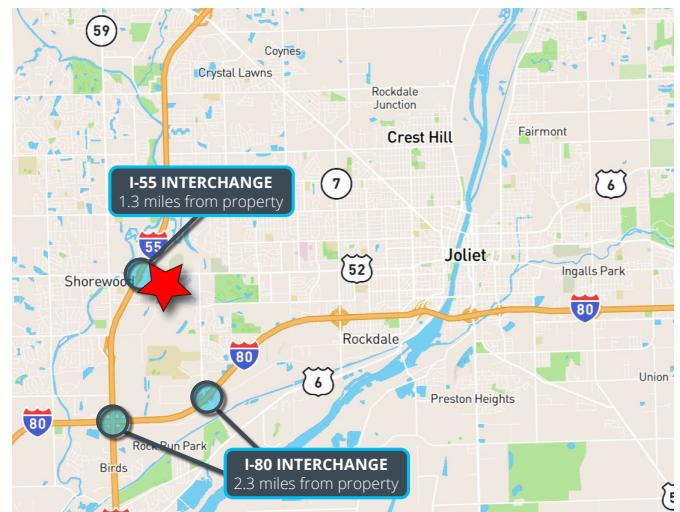 59
Coynes
Crystal Lawns
Rockdale
Junction
Crest Hill
Fairmont
I-55 INTERCHANGE
1.3 miles from property
7
6
55
Joliet
52
Shorewood
Ingalls Park
80
Rockdale
80
6
Union
Preston Heights
80
Rock Run Park
Birds
I-80 INTERCHANGE
2.3 miles from property